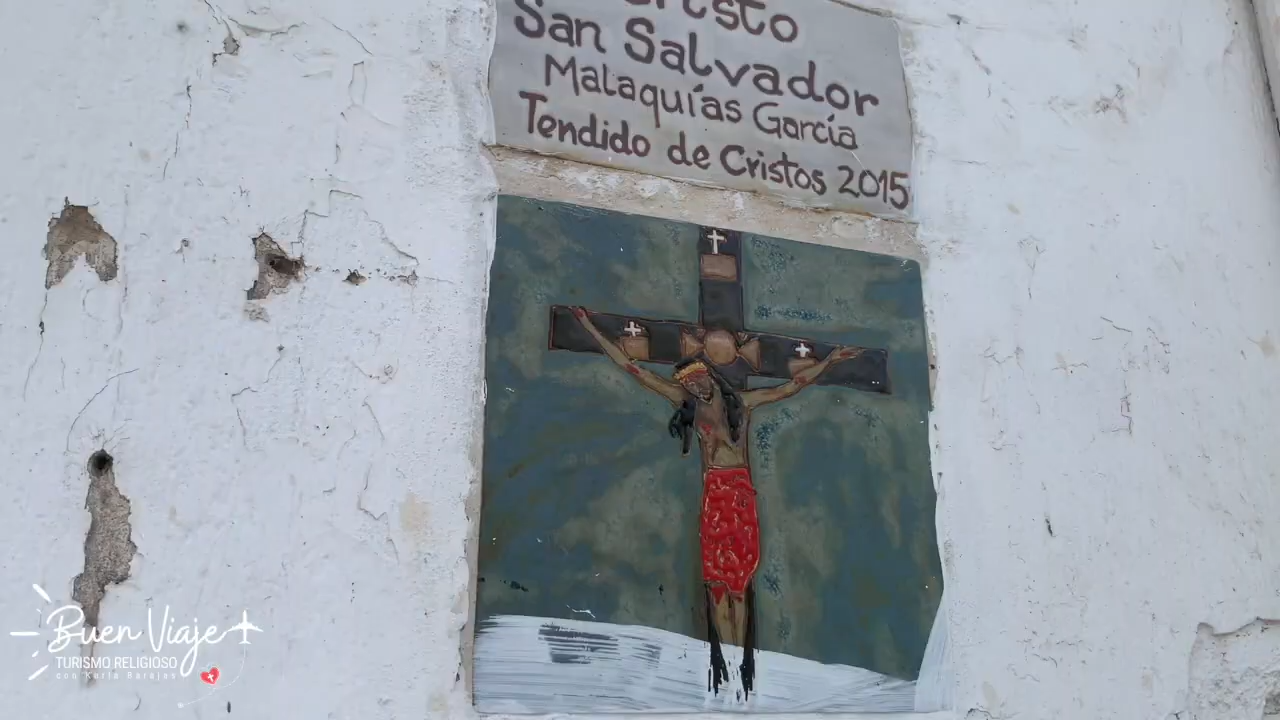 San Salvador
Malaquías García
Tendido de Cristos 2015
Buen Viaje
TURISMO RELIGIOSO